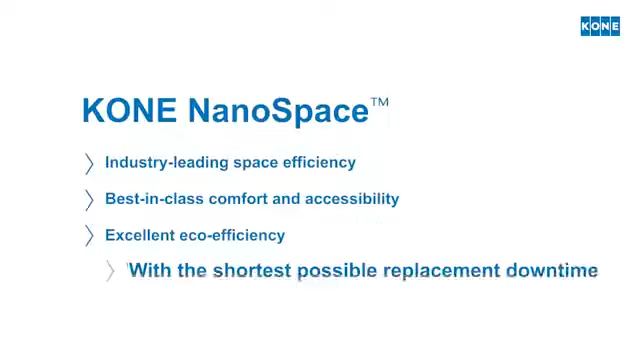 KONE
KONE NanoSpace™
Industry-leading space efficiency
Best-in-class comfort and accessibility
Excellent eco-efficiency
With the shortest possible replacement downtime